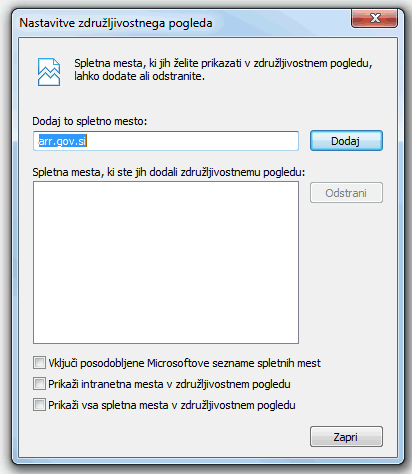 Nastavitve združljivostnega pogleda
Spletna mesta, ki jih želite prikazati v združljivostnem pogledu,
lahko dodate ali odstranite.
Dodaj to spletno mesto:
arr.gov.si
Dodaj
Spletna mesta, ki ste jih dodali združljivostnemu pogledu:
Odstrani
Vključi posodobljene Microsoftove sezname spletnih mest
Prikaži intranetna mesta v združljivostnem pogledu
Prikaži vsa spletna mesta v združljivostnem pogledu
Zapri